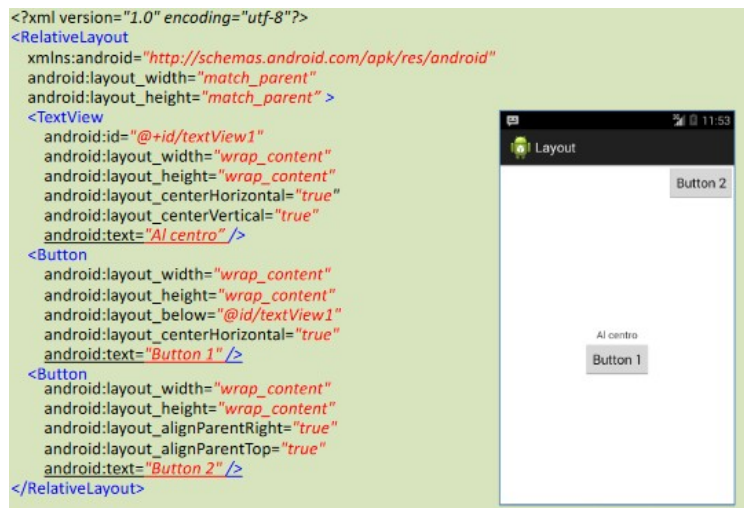 <?xml version="1.0" encoding="utf-8"?>
<RelativeLayout
xmlns:android="http://schemas.android.com/apk/res/android"
android:layout_width="match_parent"
android:layout_height="match_parent" >
<TextView
android:id="@+id/textView1"
android:layout_width="wrap_content"
android:layout_height="wrap_content"
android:layout_centerHorizontal="true"
android:layout_centerVertical="true"
android:text="Al centro" />
<Button
android:layout_width="wrap_content"
android:layout_height="wrap_content"
android:layout_below="@id/textView1"
android:layout_centerHorizontal="true"
android:text="Button 1" />
<Button
android:layout_width="wrap_content"
android:layout_height="wrap_content"
android:layout_alignParentRight="true"
android:layout_alignParentTop="true"
android:text="Button 2" />
</RelativeLayout>
11:53
Layout
Button 2
Al centro
Button 1